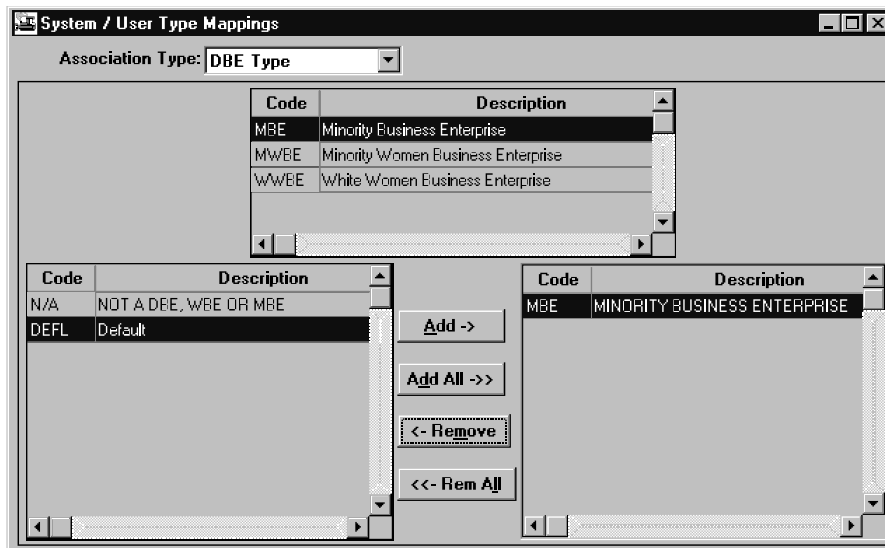 System / User Type Mappings
Association Type: DBE Type
Code Description
MBE Minority Business Enterprise
MWBE Minority Women Business Enterprise
WWBE White Women Business Enterprise
Code Description
N/A NOT A DBE, WBE OR MBE
DEFL Default
Add ->
Add All ->>
<- Remove
<<- Rem All
Code Description
MBE MINORITY BUSINESS ENTERPRISE